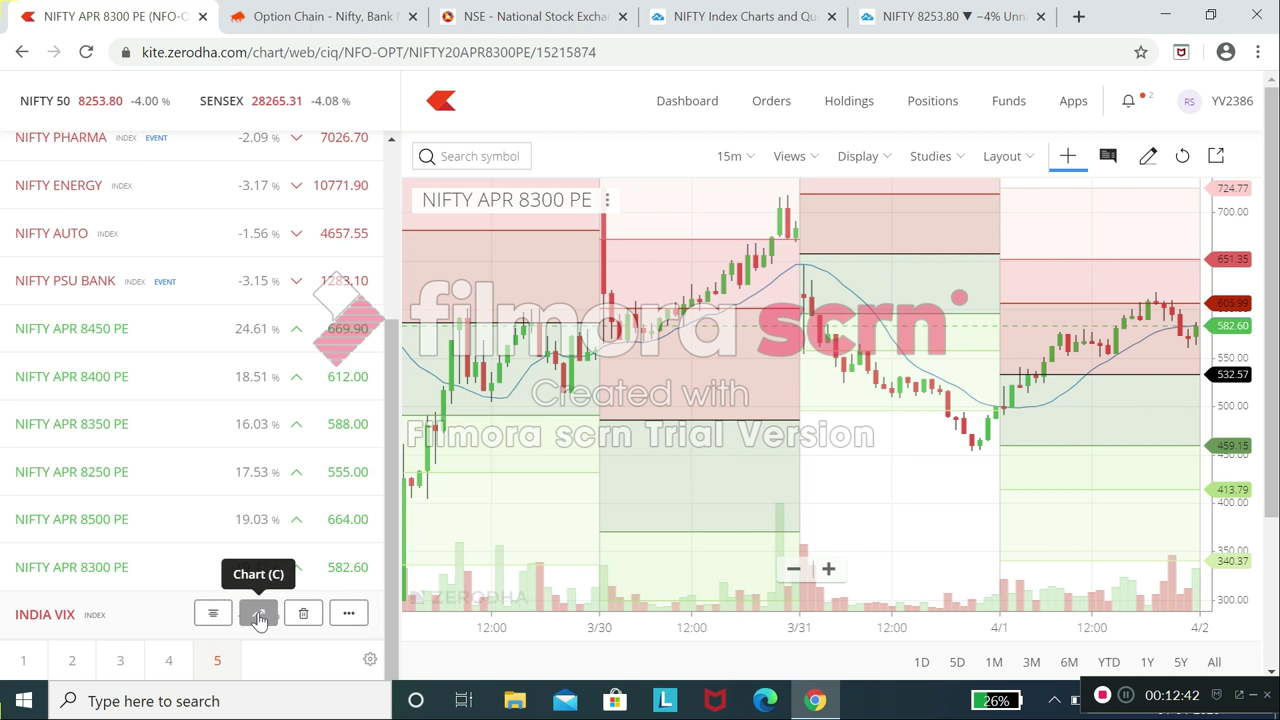 NIFTY APR 8300 PE (NFO-O
Option Chain - Nifty, Bank N
NSE - National Stock Exchan
NIFTY Index Charts and Quo
NIFTY 8253.80 ▼ −4% Unna
kite.zerodha.com/chart/web/ciq/NFO-OPT/NIFTY20APR8300PE/15215874
NIFTY 50 8253.80 -4.00 % SENSEX 28265.31 -4.08 %
Dashboard Orders Holdings Positions Funds Apps 2 RS YV2386
NIFTY PHARMA INDEX EVENT -2.09 % 7026.70
NIFTY ENERGY INDEX -3.17 % 10771.90
NIFTY AUTO INDEX -1.56 % 4657.55
NIFTY PSU BANK INDEX EVENT -3.15 % 1283.10
NIFTY APR 8450 PE 24.61 % 669.90
NIFTY APR 8400 PE 18.51 % 612.00
NIFTY APR 8350 PE 16.03 % 588.00
NIFTY APR 8250 PE 17.53 % 555.00
NIFTY APR 8500 PE 19.03 % 664.00
NIFTY APR 8300 PE 582.60
Chart (C)
INDIA VIX INDEX
1 2 3 4 5
Search symbol 15m Views Display Studies Layout
NIFTY APR 8300 PE
724.77
700.00
651.35
605.99
582.60
550.00
532.57
500.00
459.15
450.00
413.79
350.00
340.37
300.00
filmora scrn
Created with
Filmora scrn Trial Version
ZERODHA
12:00 3/30 12:00 3/31 12:00 4/1 12:00 4/2
1D 5D 1M 3M 6M YTD 1Y 5Y All
Type here to search
26%
00:12:42